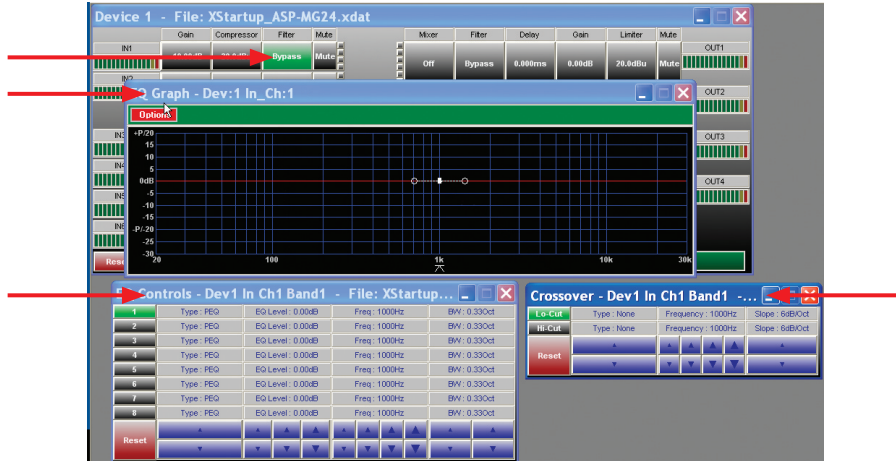 Device 1 - File: XStartup_ASP-MG24.xdat
Gain Compressor Filter Mute Mixer Filter Delay Gain Limiter Mute
IN1 Bypass Mute Off Bypass 0.000ms 0.00dB 20.0dBu Mute OUT1
IN2
Graph - Dev:1 In_Ch:1
OUT2
Options
+P/20
15
10
5
0dB
-5
-10
-15
-P/-20
-25
-30
20 100 1k 10k 30k
OUT3
OUT4
Controls - Dev1 In Ch1 Band1 - File: XStartup...
1 Type : PEQ EQ Level : 0.00dB Freq : 1000Hz BW : 0.33Oct
2 Type : PEQ EQ Level : 0.00dB Freq : 1000Hz BW : 0.33Oct
3 Type : PEQ EQ Level : 0.00dB Freq : 1000Hz BW : 0.33Oct
4 Type : PEQ EQ Level : 0.00dB Freq : 1000Hz BW : 0.33Oct
5 Type : PEQ EQ Level : 0.00dB Freq : 1000Hz BW : 0.33Oct
6 Type : PEQ EQ Level : 0.00dB Freq : 1000Hz BW : 0.33Oct
7 Type : PEQ EQ Level : 0.00dB Freq : 1000Hz BW : 0.33Oct
8 Type : PEQ EQ Level : 0.00dB Freq : 1000Hz BW : 0.33Oct
Reset
Crossover - Dev1 In Ch1 Band1 -...
Lo-Cut Type : None Frequency : 1000Hz Slope : 6dB/Oct
Hi-Cut Type : None Frequency : 1000Hz Slope : 6dB/Oct
Reset